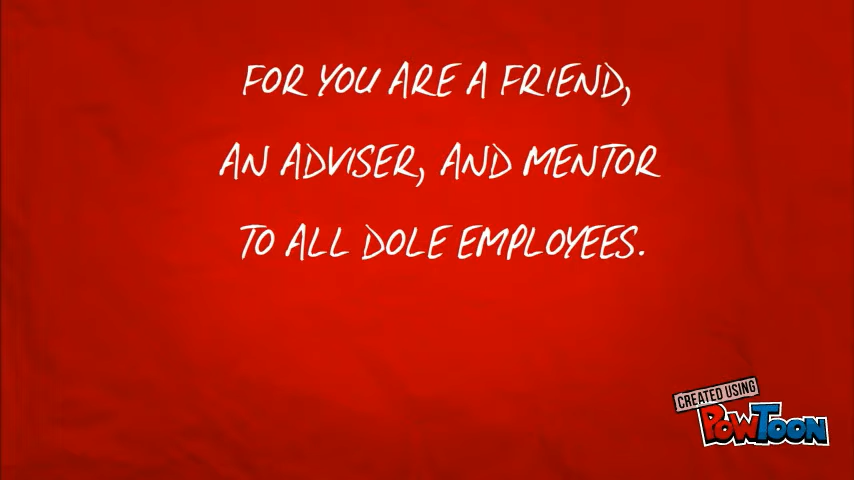 FOR YOU ARE A FRIEND,
AN ADVISER, AND MENTOR
TO ALL DOLE EMPLOYEES.
CREATED USING
POWTOON